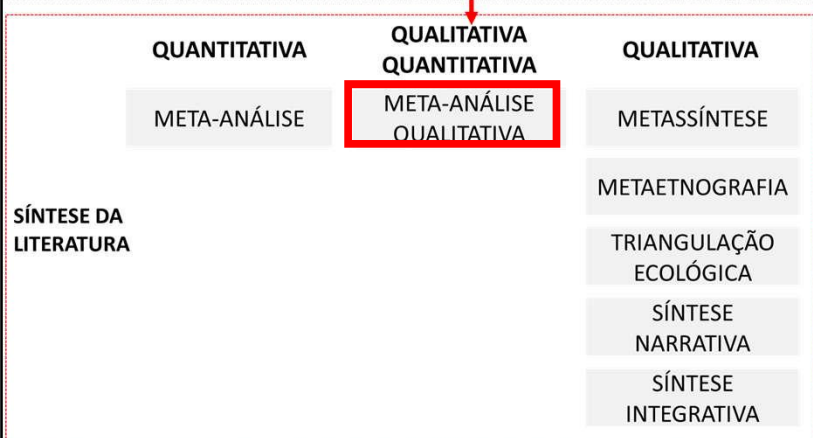 QUANTITATIVA
QUALITATIVA
QUANTITATIVA
QUALITATIVA
META-ANÁLISE
META-ANÁLISE
QUALITATIVA
METASSÍNTESE
METAETNOGRAFIA
SÍNTESE DA
LITERATURA
TRIANGULAÇÃO
ECOLÓGICA
SÍNTESE
NARRATIVA
SÍNTESE
INTEGRATIVA